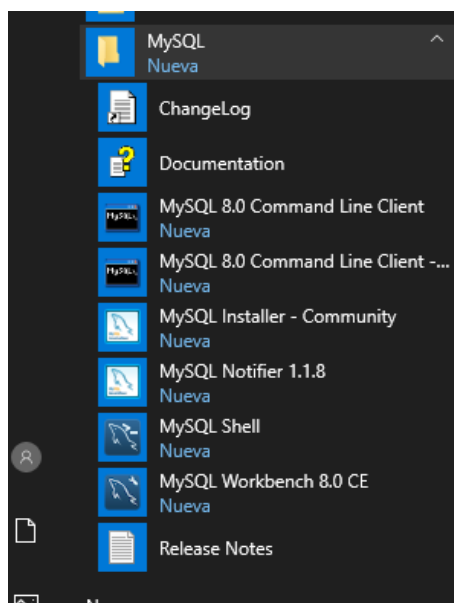 MySQL
Nueva
ChangeLog
Documentation
MySQL 8.0 Command Line Client
Nueva
MySQL 8.0 Command Line Client -...
Nueva
MySQL Installer - Community
Nueva
MySQL Notifier 1.1.8
Nueva
MySQL Shell
Nueva
MySQL Workbench 8.0 CE
Nueva
Release Notes